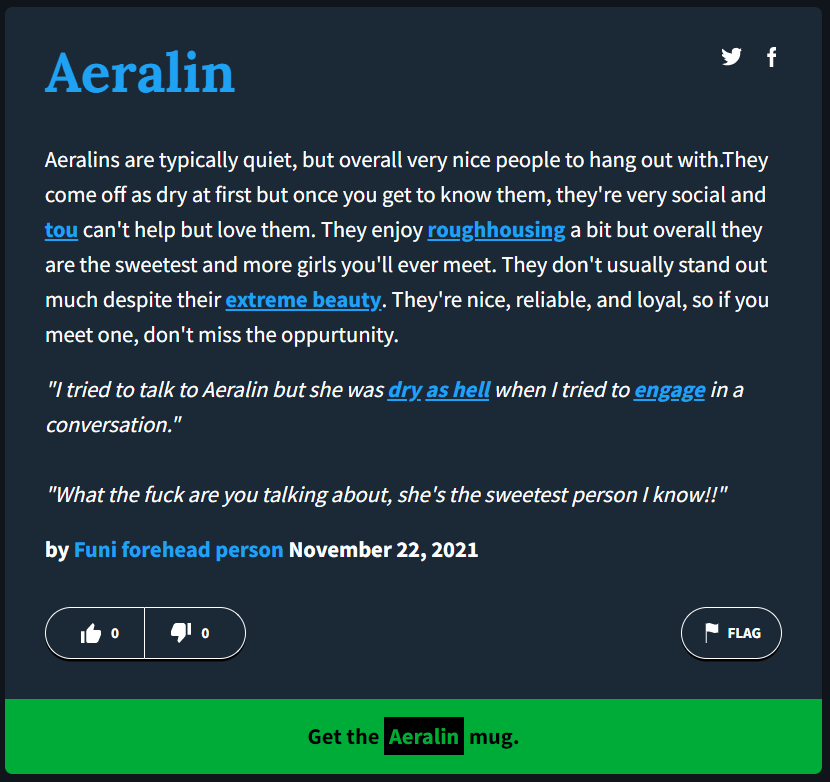 Aeralin
Aeralins are typically quiet, but overall very nice people to hang out with.They
come off as dry at first but once you get to know them, they're very social and
tou can't help but love them. They enjoy roughhousing a bit but overall they
are the sweetest and more girls you'll ever meet. They don't usually stand out
much despite their extreme beauty. They're nice, reliable, and loyal, so if you
meet one, don't miss the oppurtunity.
"I tried to talk to Aeralin but she was dry as hell when I tried to engage in a
conversation."
"What the fuck are you talking about, she's the sweetest person I know!!"
by Funi forehead person November 22, 2021
0 0 FLAG
Get the Aeralin mug.